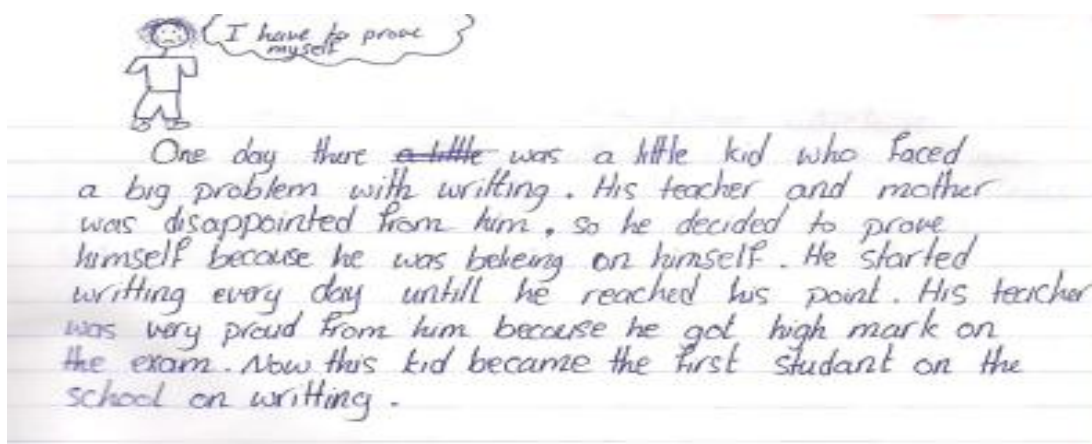 I have to prove
myself
One day there a little was a little kid who faced
a big problem with writting. His teacher and mother
was disappointed from him, so he decided to prove
himself because he was beleing on himself. He started
writting every day untill he reached his point. His teacher
was very proud from him because he got high mark on
the exam. Now this kid became the first studant on the
school on writting.